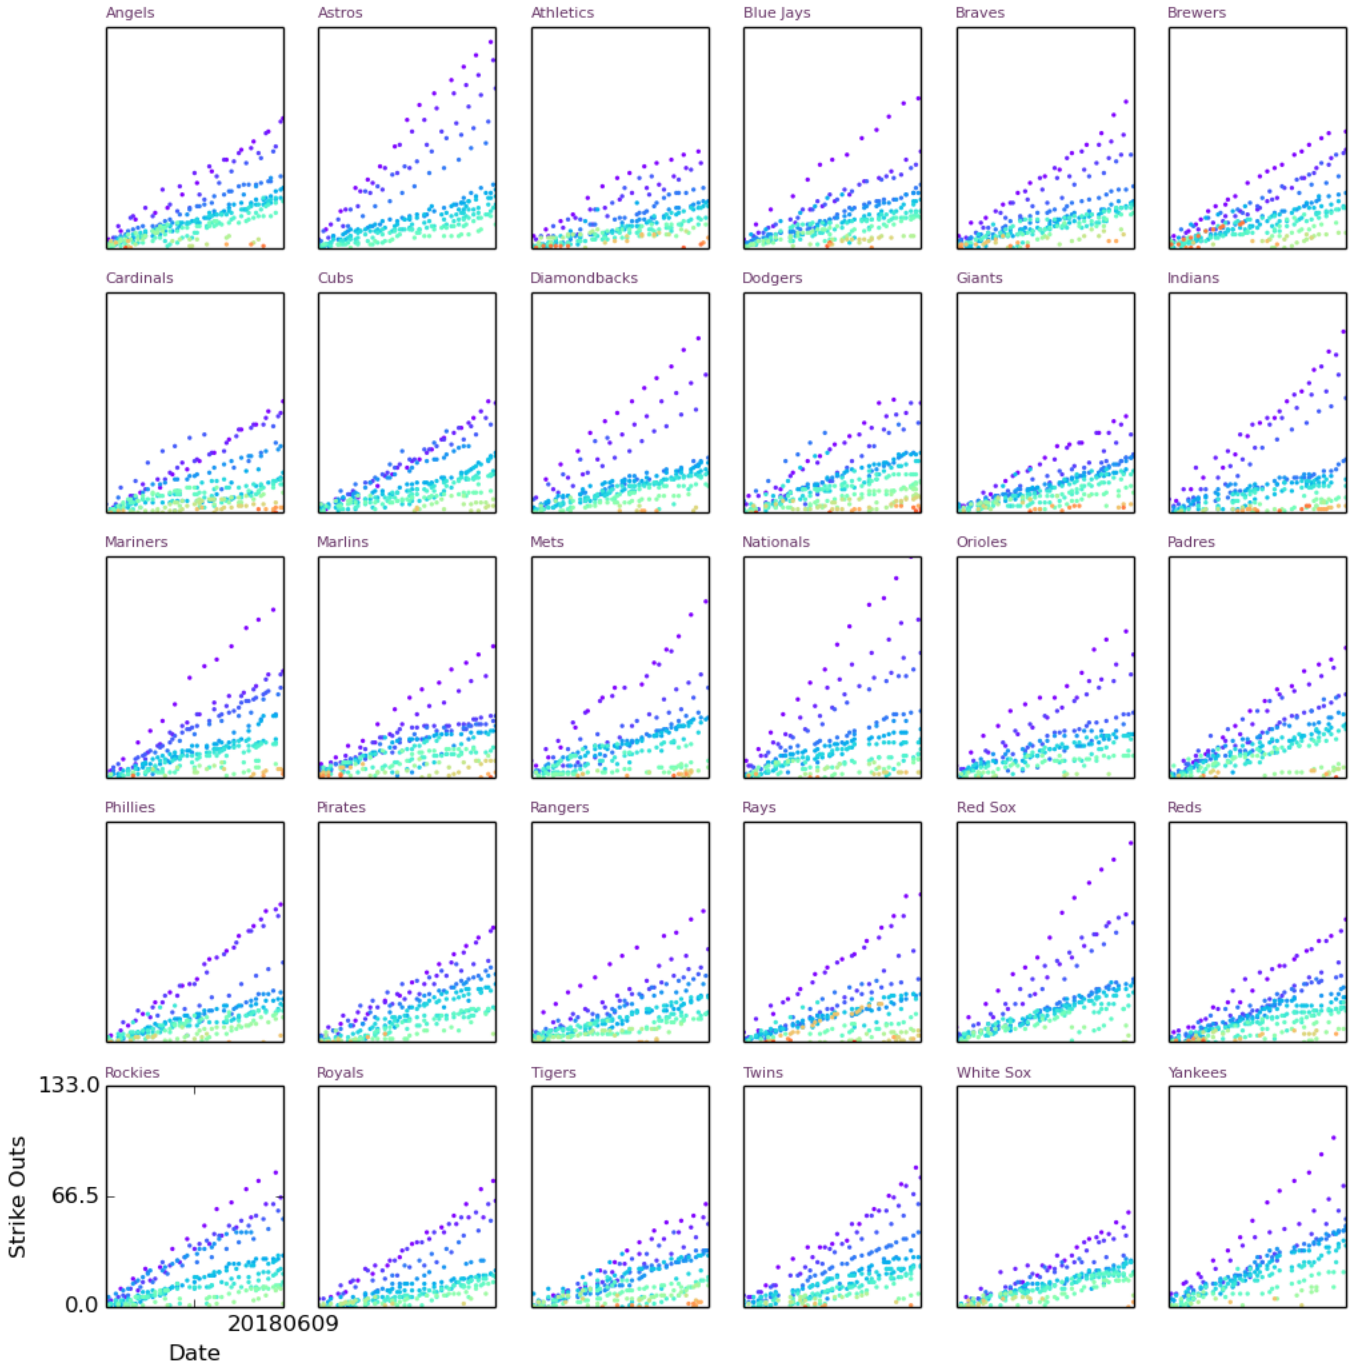 Angels Astros Athletics Blue Jays Braves Brewers
Cardinals Cubs Diamondbacks Dodgers Giants Indians
Mariners Marlins Mets Nationals Orioles Padres
Phillies Pirates Rangers Rays Red Sox Reds
Rockies Royals Tigers Twins White Sox Yankees
133.0
66.5
0.0
Strike Outs
20180609
Date